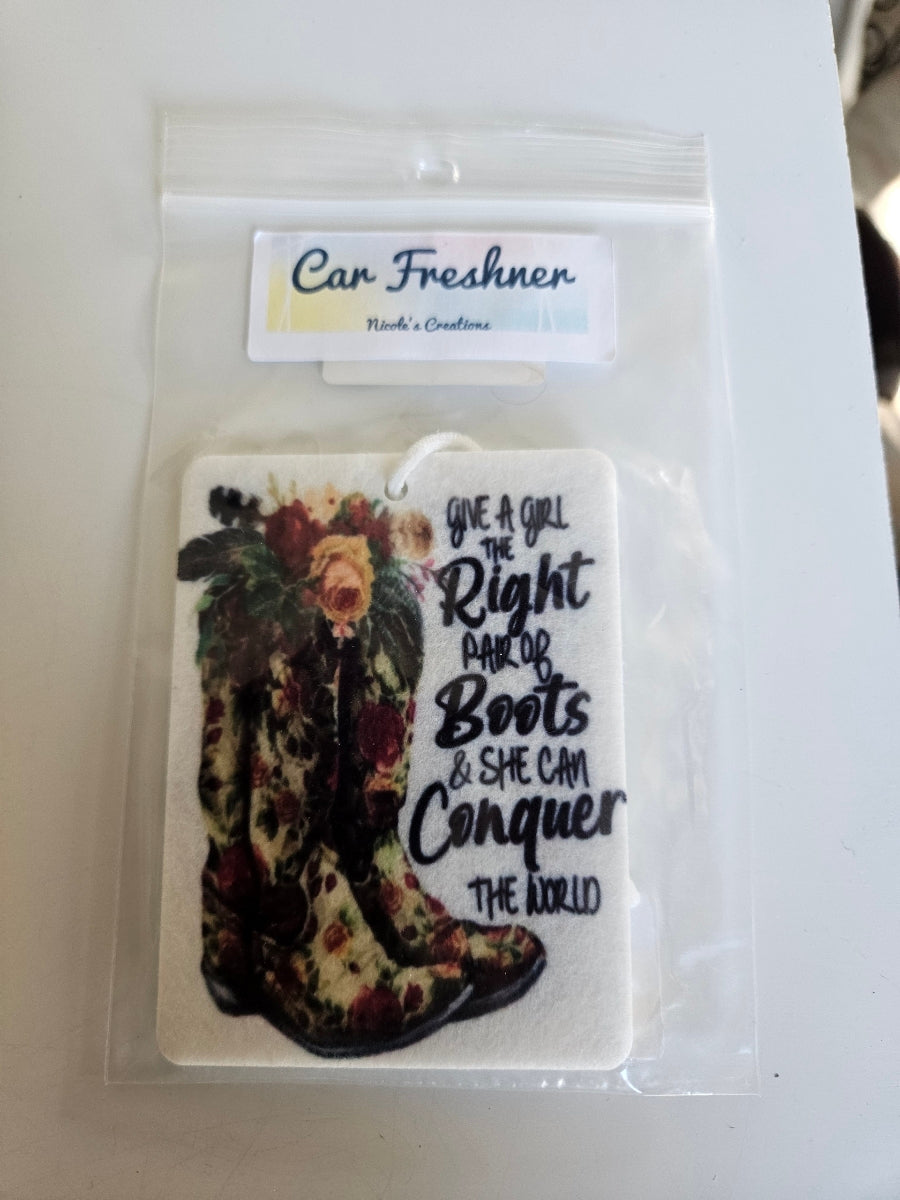 Car Freshner
Nicole's Creations
GIVE A GIRL
THE
Right
PAIR OF
Boots
& SHE CAN
Conquer
THE WORLD